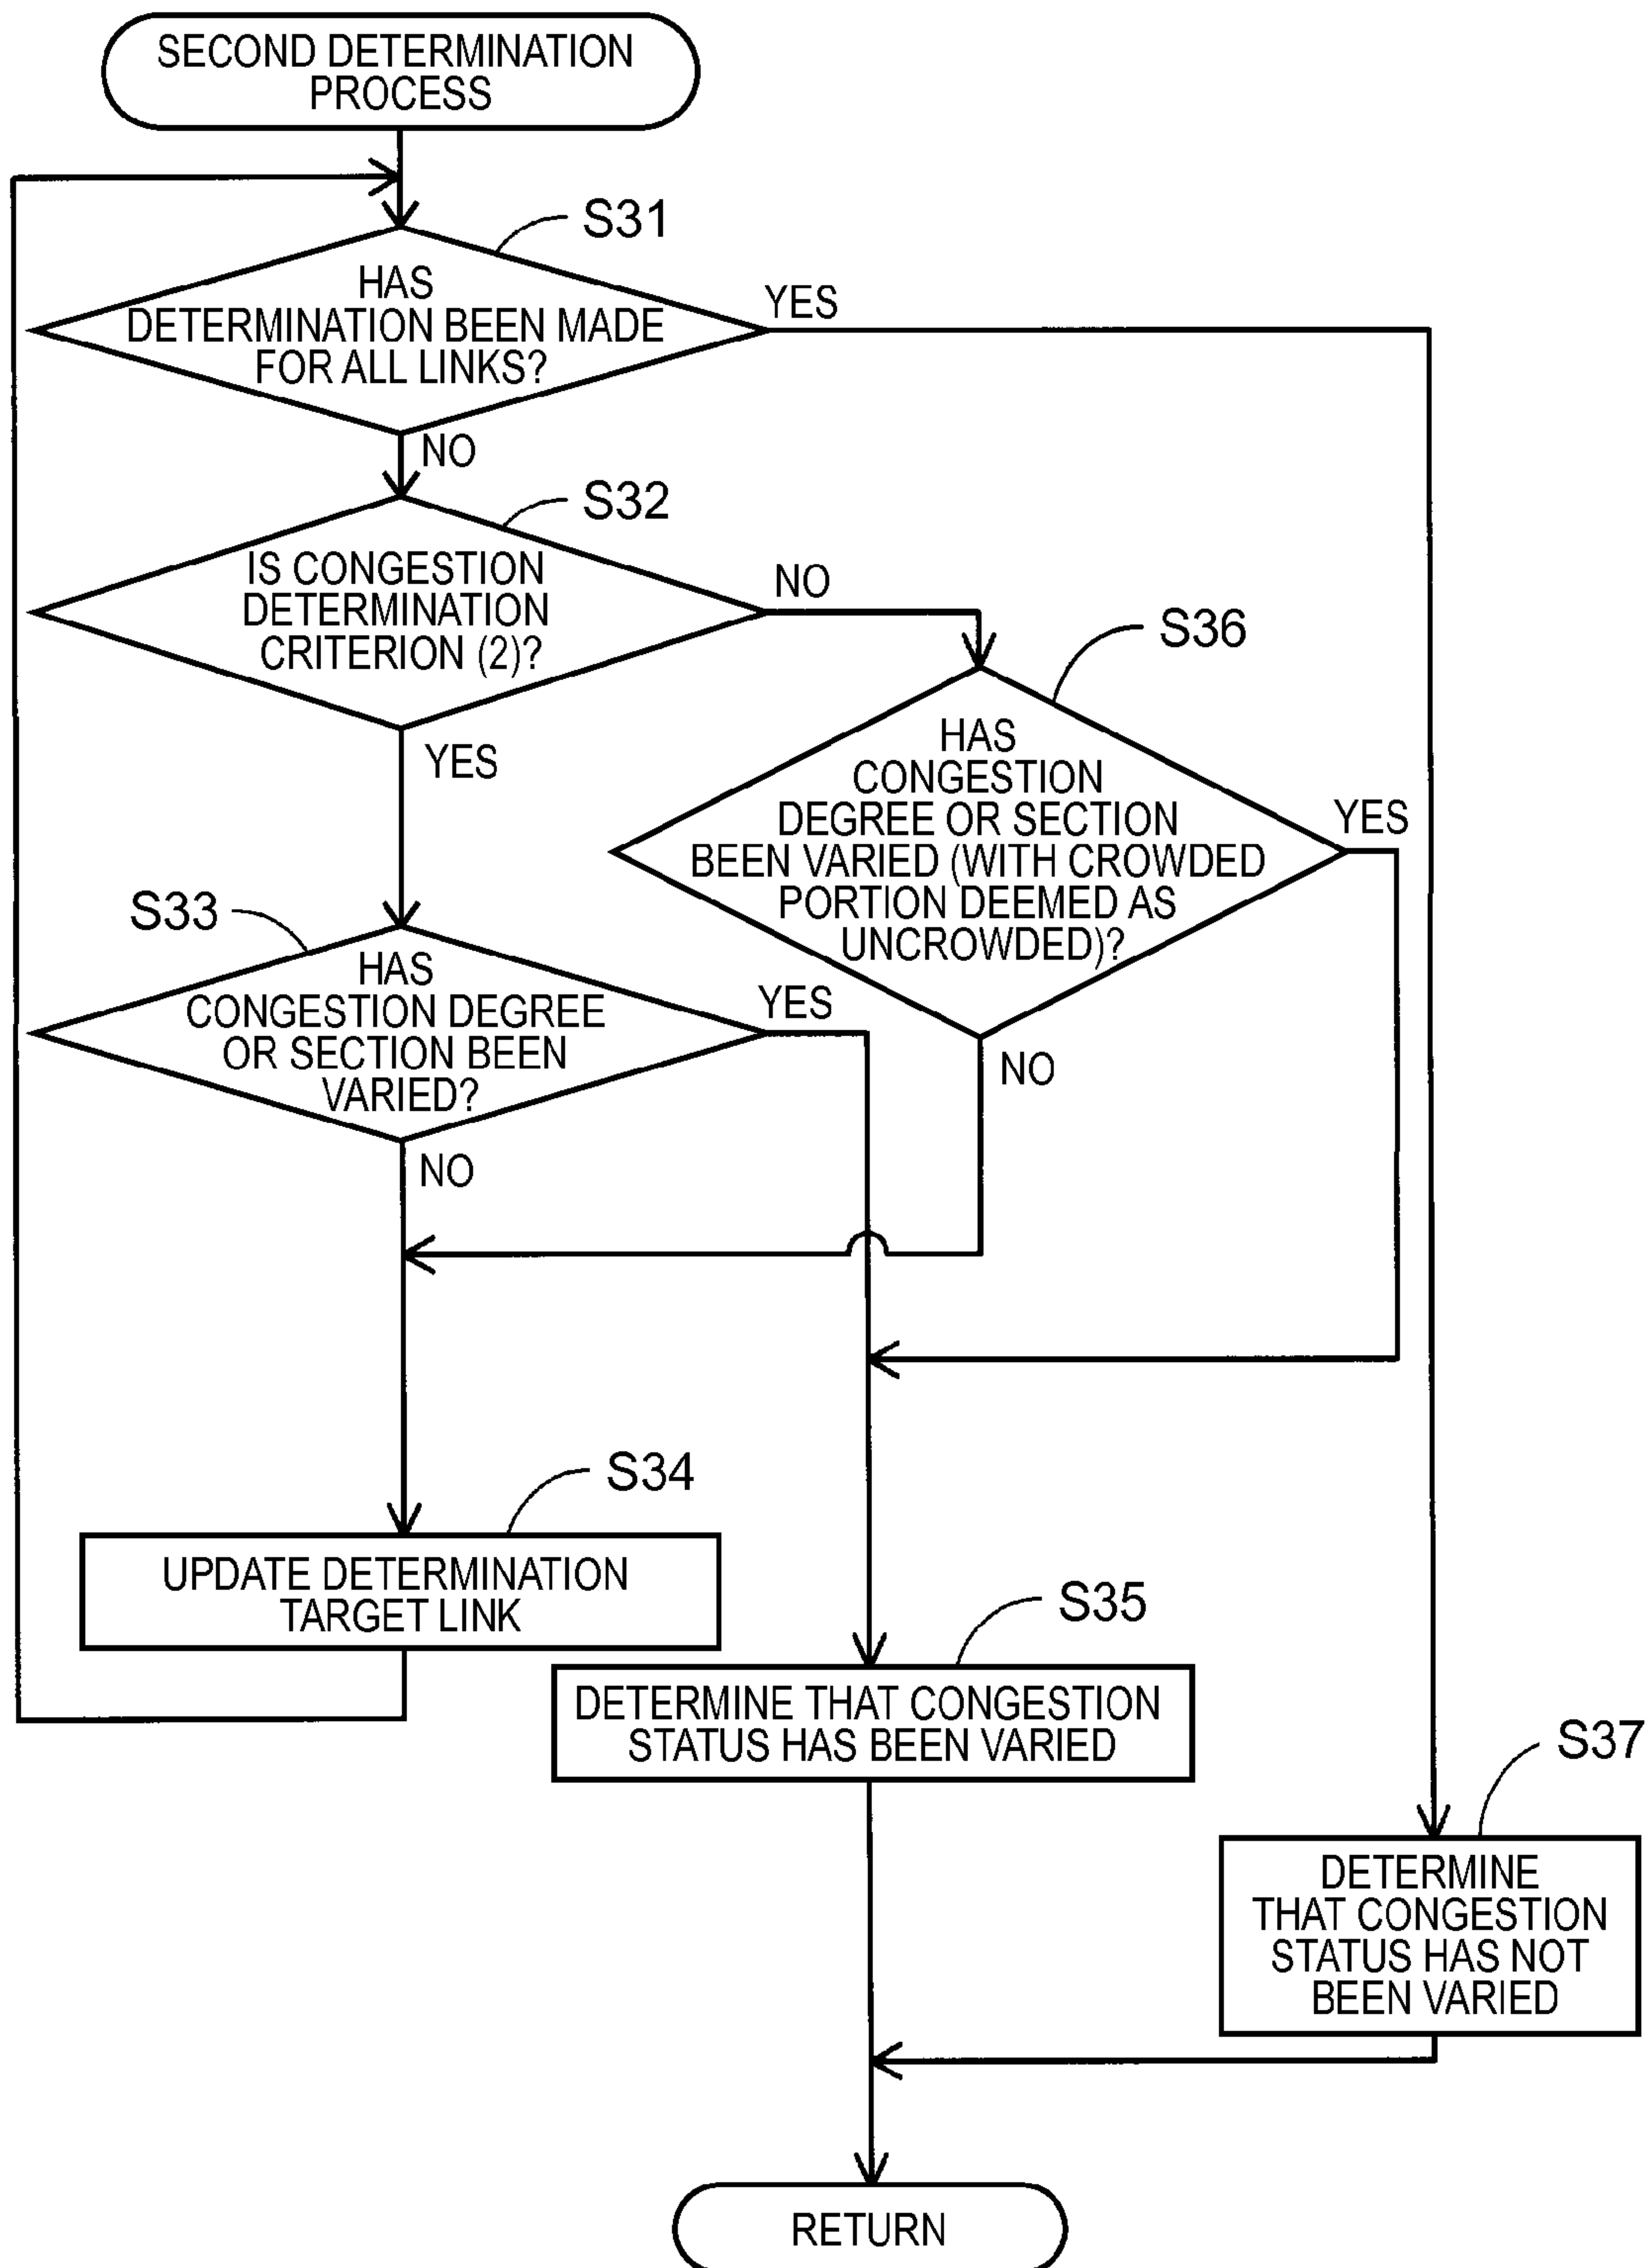 SECOND DETERMINATION
PROCESS
S31
HAS
DETERMINATION BEEN MADE
FOR ALL LINKS?
YES
NO
S32
IS CONGESTION
DETERMINATION
CRITERION (2)?
NO
YES
S36
HAS
CONGESTION
DEGREE OR SECTION
BEEN VARIED (WITH CROWDED
PORTION DEEMED AS
UNCROWDED)?
YES
NO
S33
HAS
CONGESTION DEGREE
OR SECTION BEEN
VARIED?
YES
NO
S34
UPDATE DETERMINATION
TARGET LINK
S35
DETERMINE THAT CONGESTION
STATUS HAS BEEN VARIED
S37
DETERMINE
THAT CONGESTION
STATUS HAS NOT
BEEN VARIED
RETURN